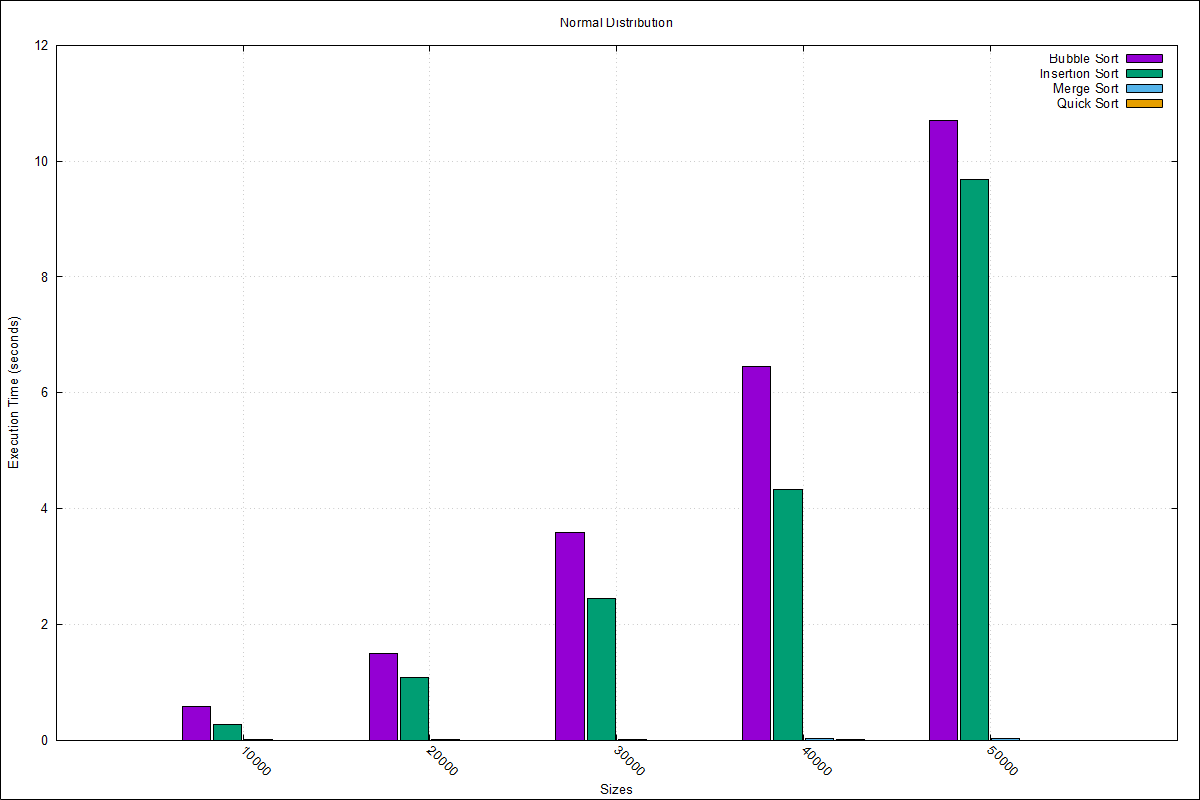 Normal Distribution
12
10
8
6
4
2
0
Execution Time (seconds)
Bubble Sort
Insertion Sort
Merge Sort
Quick Sort
10000
20000
30000
40000
50000
Sizes